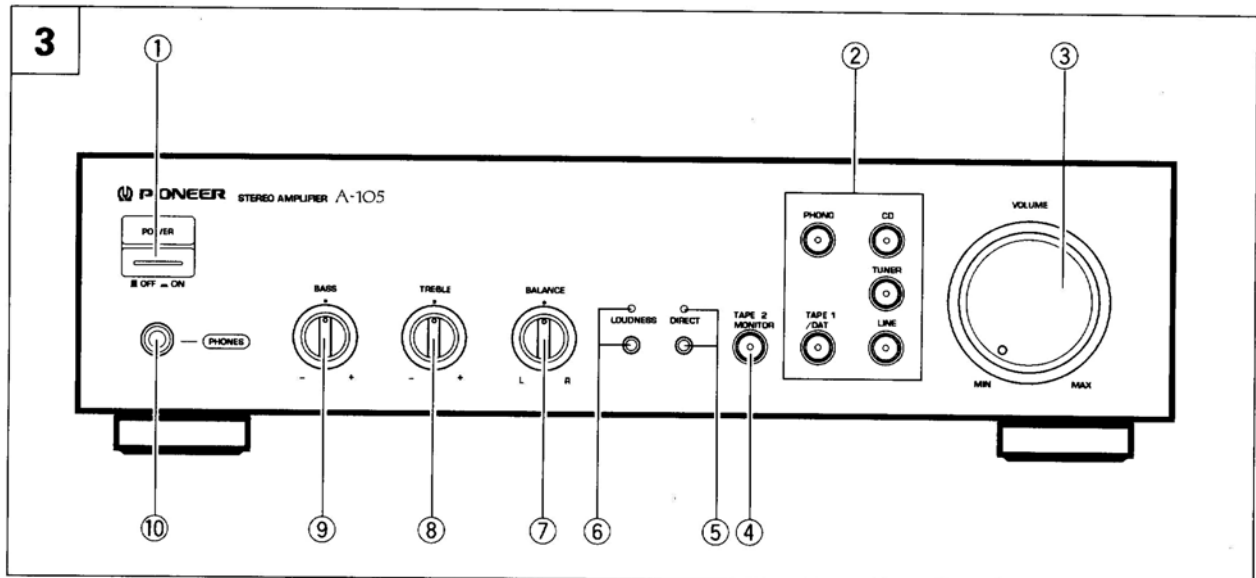 3
① ② ③
PIONEER STEREO AMPLIFIER A-105
POWER
OFF ON
PHONES
BASS
- +
TREBLE
- +
BALANCE
L R
LOUDNESS
DIRECT
TAPE 2
MONITOR
PHONO
CD
TUNER
TAPE 1
/DAT
LINE
VOLUME
MIN MAX
⑩ ⑨ ⑧ ⑦ ⑥ ⑤ ④